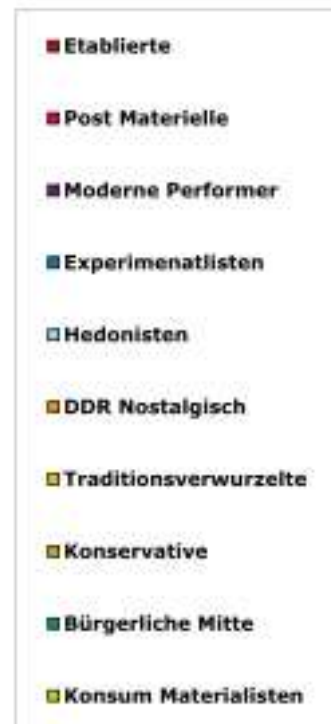 Etablierte
Post Materielle
Moderne Performer
Experimenatlisten
Hedonisten
DDR Nostalgisch
Traditionsverwurzelte
Konservative
Bürgerliche Mitte
Konsum Materialisten